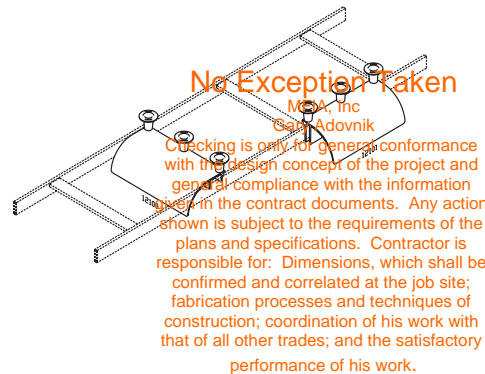 No Exception Taken
MEIA, Inc
Gary Adovnik
Checking is only for general conformance
with the design concept of the project and
general compliance with the information
given in the contract documents. Any action
shown is subject to the requirements of the
plans and specifications. Contractor is
responsible for: Dimensions, which shall be
confirmed and correlated at the job site;
fabrication processes and techniques of
construction; coordination of his work with
that of all other trades; and the satisfactory
performance of his work.